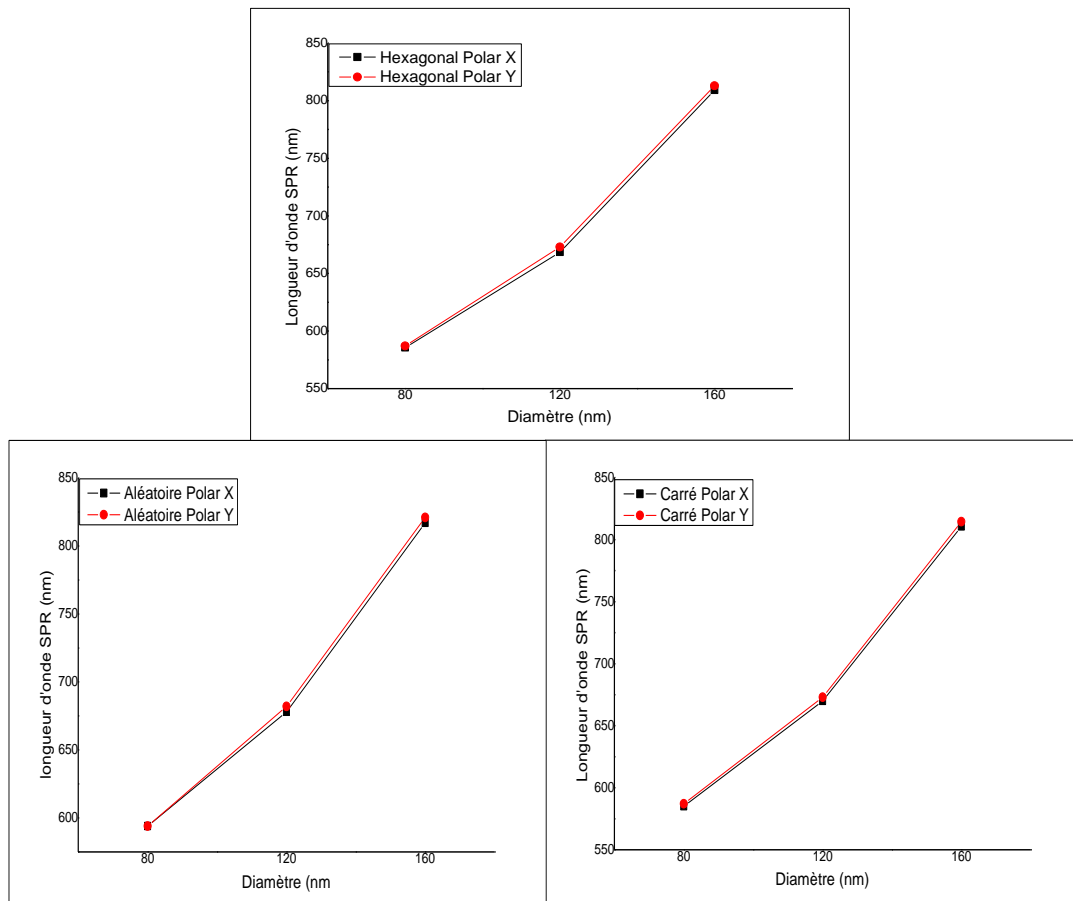 Hexagonal Polar X
Hexagonal Polar Y
850
800
750
700
650
600
550
Longueur d'onde SPR (nm)
80 120 160
Diamètre (nm)
Aléatoire Polar X
Aléatoire Polar Y
850
800
750
700
650
600
longueur d'onde SPR (nm)
80 120 160
Diamètre (nm
Carré Polar X
Carré Polar Y
850
800
750
700
650
600
550
Longueur d'onde SPR (nm)
80 120 160
Diamètre (nm)